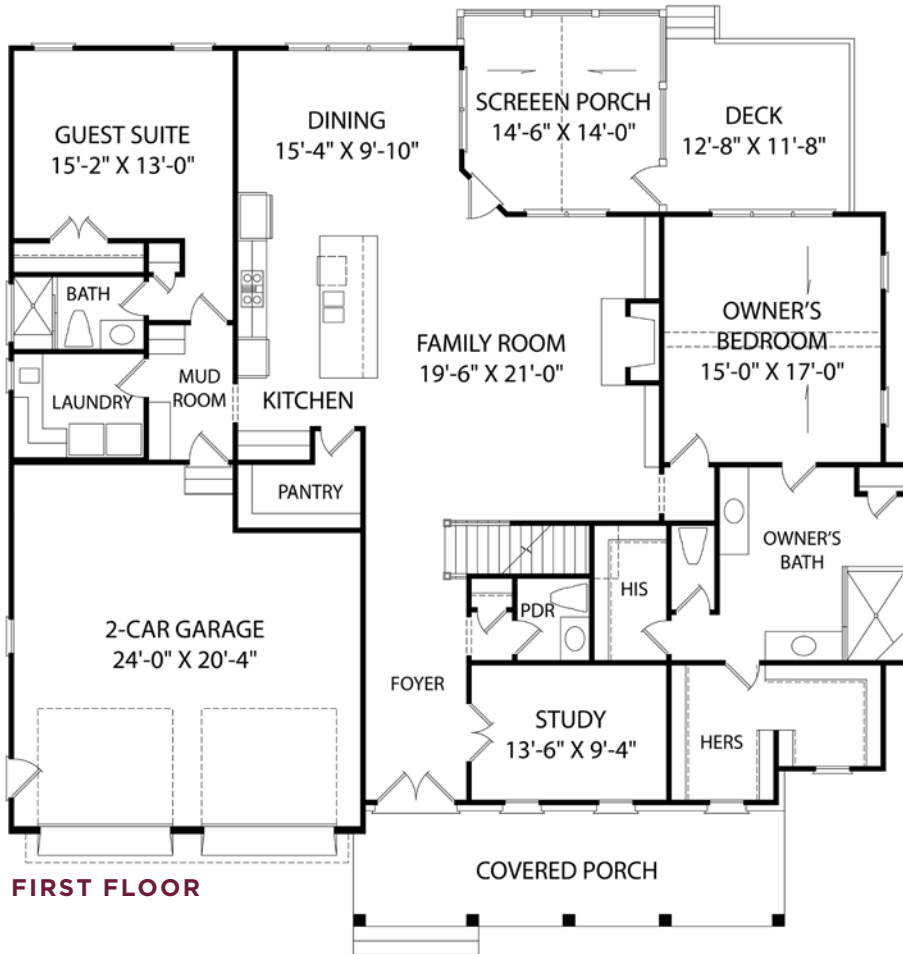 GUEST SUITE
15'-2" X 13'-0"
DINING
15'-4" X 9'-10"
SCREEEN PORCH
14'-6" X 14'-0"
DECK
12'-8" X 11'-8"
BATH
LAUNDRY
MUD
ROOM
KITCHEN
FAMILY ROOM
19'-6" X 21'-0"
OWNER'S
BEDROOM
15'-0" X 17'-0"
PANTRY
OWNER'S
BATH
HIS
PDR
2-CAR GARAGE
24'-0" X 20'-4"
FOYER
STUDY
13'-6" X 9'-4"
HERS
COVERED PORCH
FIRST FLOOR